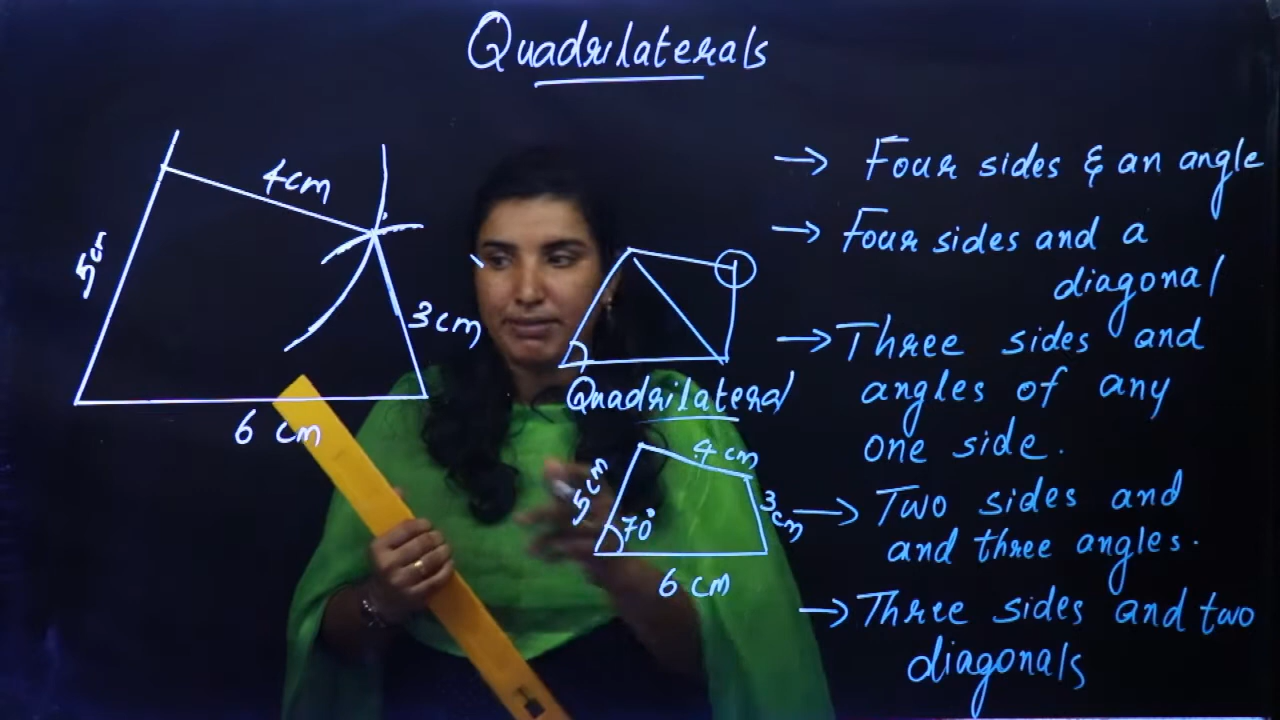 Quadrilaterals
4cm
5cm
3cm
6 cm
Quadrilateral
4 cm
5cm
70°
3cm
6 cm
→ Four sides & an angle
→ Four sides and a
diagonal
→ Three sides and
angles of any
one side.
→ Two sides and
and three angles.
→ Three sides and two
diagonals